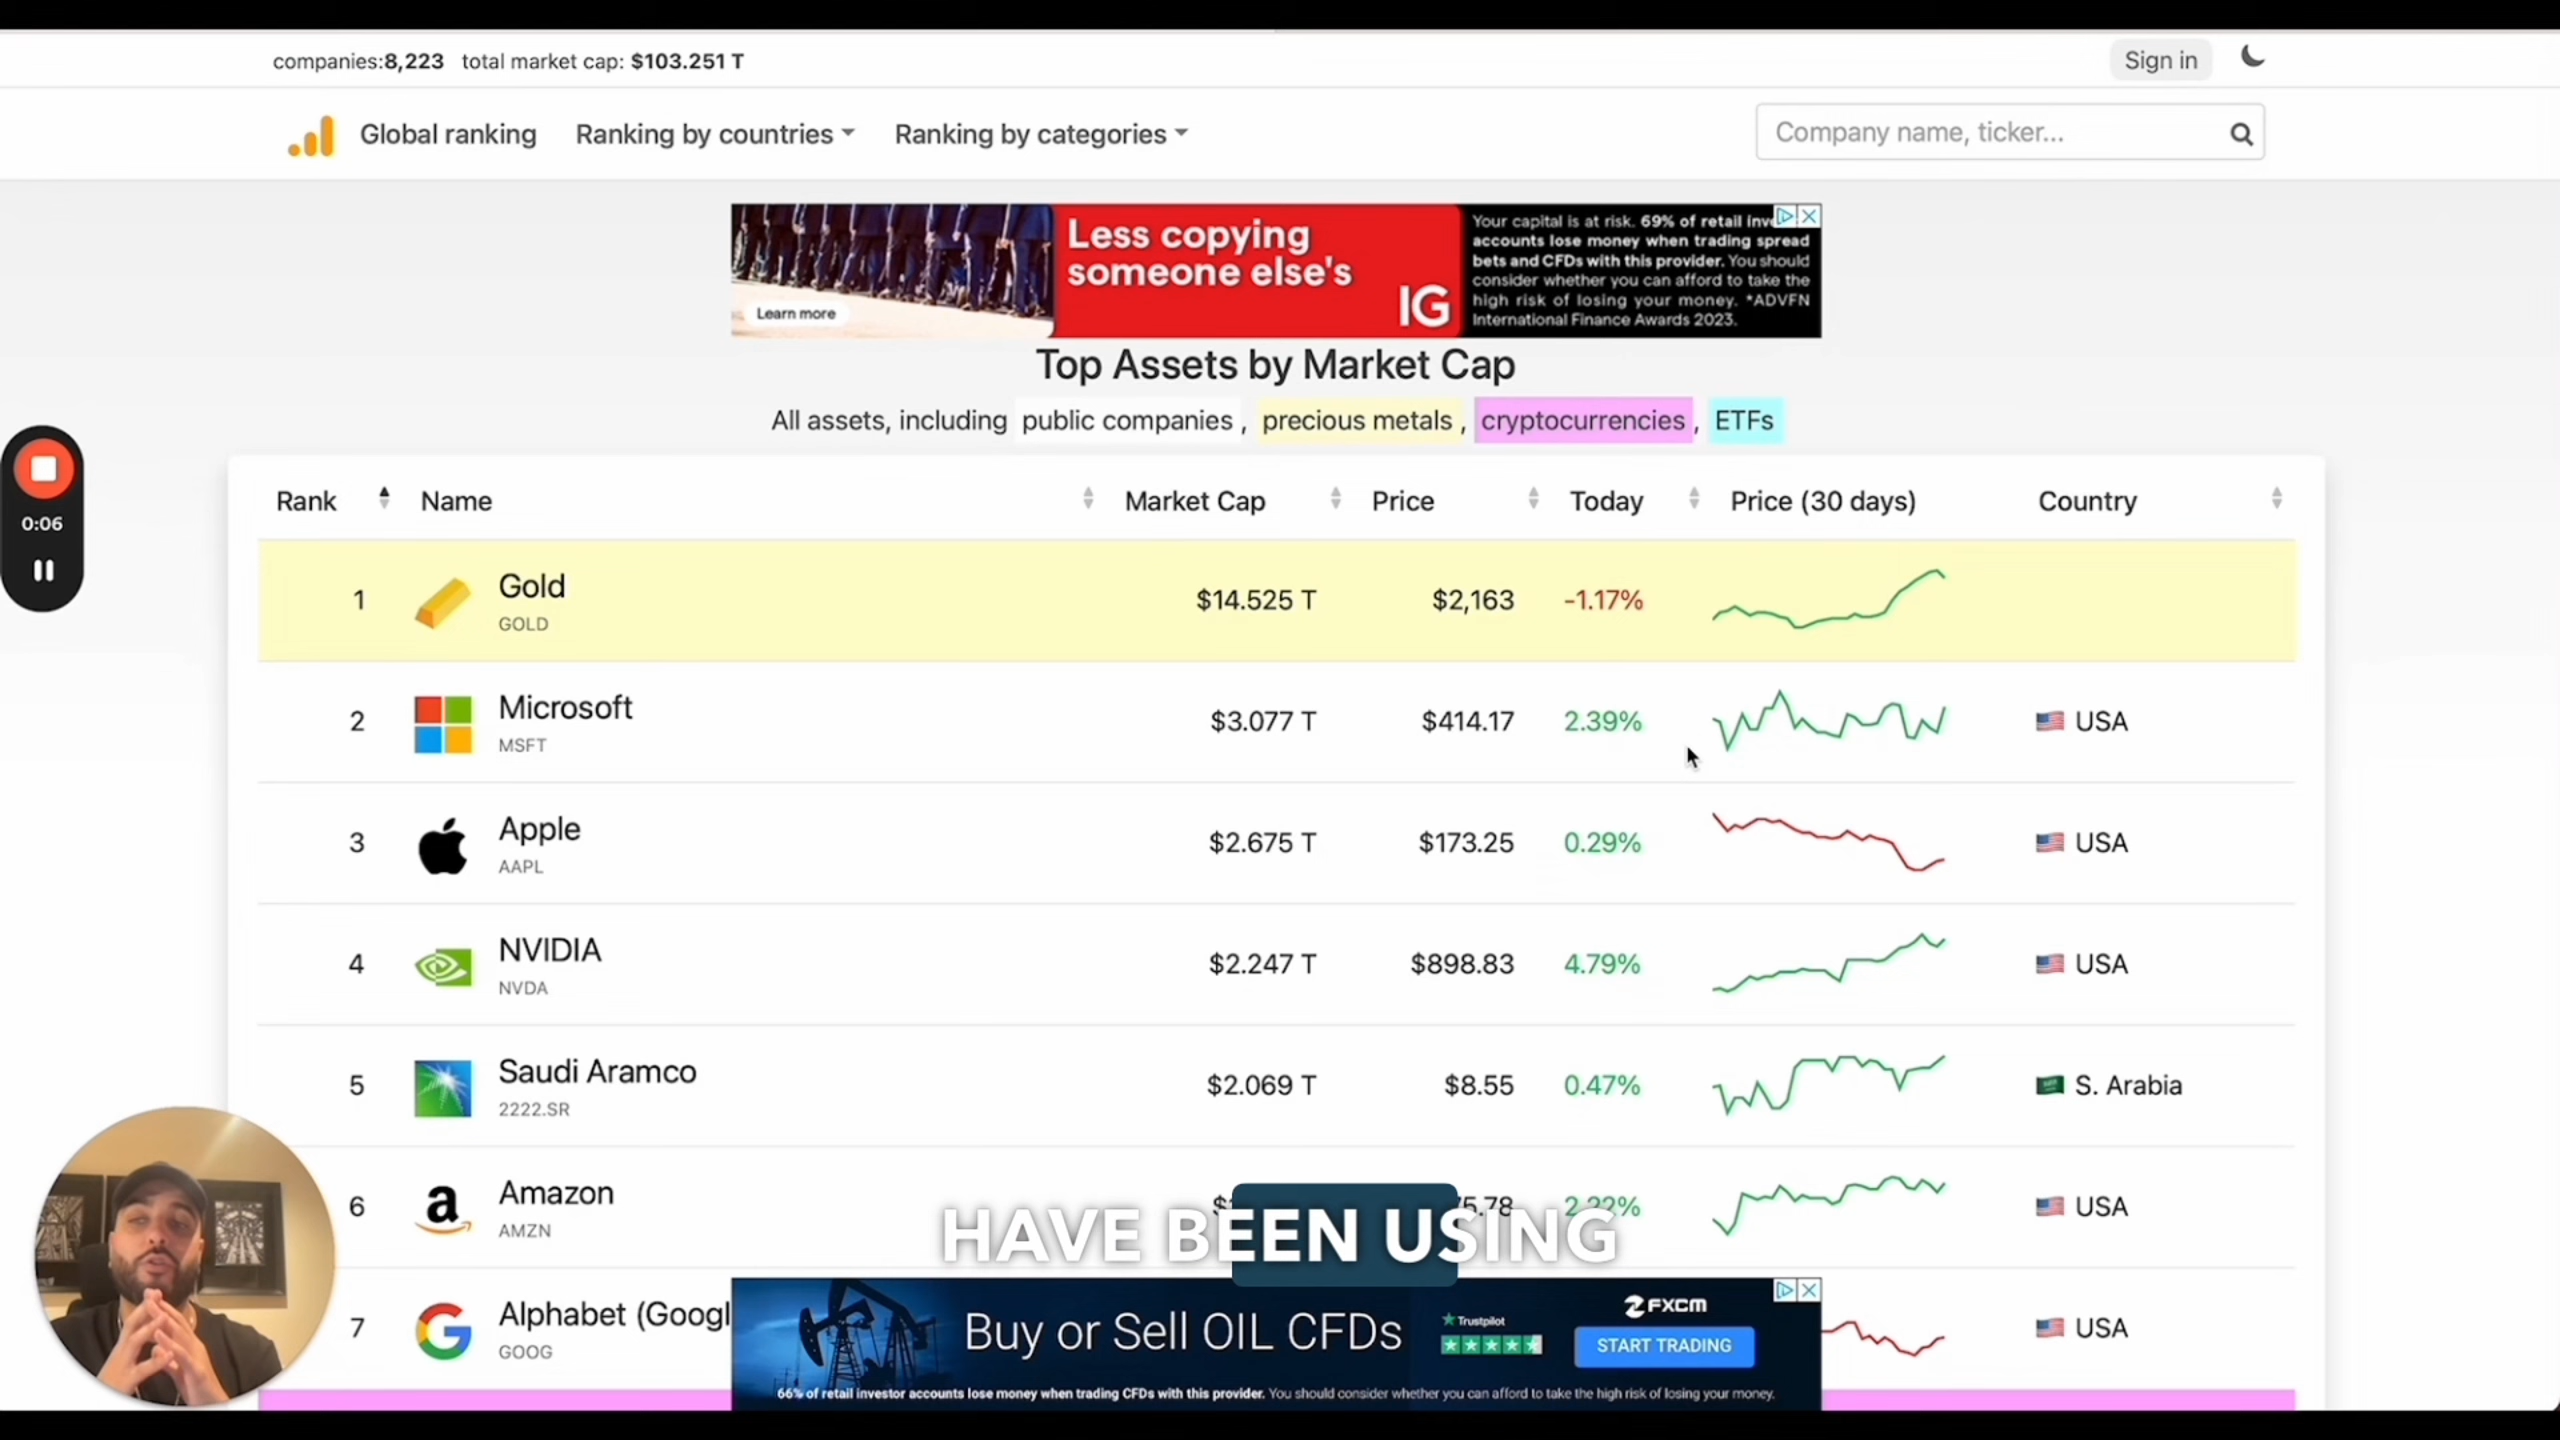 companies:8,223 total market cap: $103.251 T
Sign in
Global ranking Ranking by countries Ranking by categories
Company name, ticker...
Less copying
someone else's
IG
Learn more
Your capital is at risk. 69% of retail
accounts lose money when trading spread
bets and CFDs with this provider. You should
consider whether you can afford to take the
high risk of losing your money. *ADVFN
International Finance Awards 2023.
Top Assets by Market Cap
All assets, including public companies , precious metals , cryptocurrencies , ETFs
Rank Name Market Cap Price Today Price (30 days) Country
0:06
1 Gold $14.525 T $2,163 -1.17%
GOLD
2 Microsoft $3.077 T $414.17 2.39% USA
MSFT
3 Apple $2.675 T $173.25 0.29% USA
AAPL
4 NVIDIA $2.247 T $898.83 4.79% USA
NVDA
5 Saudi Aramco $2.069 T $8.55 0.47% S. Arabia
2222.SR
6 Amazon 5.78 2.22% USA
AMZN
HAVE BEEN USING
7 Alphabet (Googl USA
GOOG
Buy or Sell OIL CFDs
Trustpilot
FXCM
START TRADING
66% of retail investor accounts lose money when trading CFDs with this provider. You should consider whether you can afford to take the high risk of losing your money.